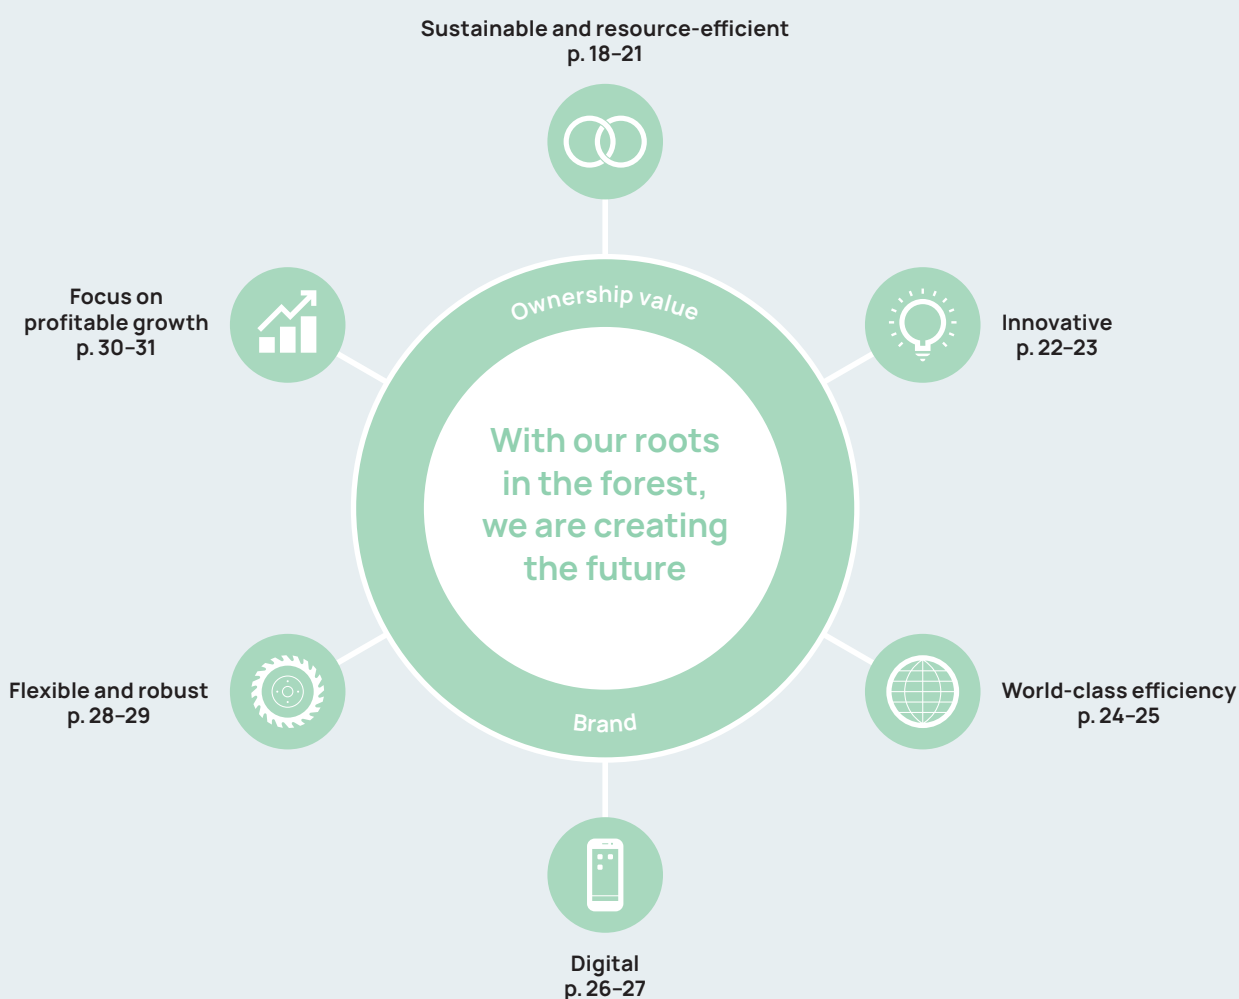 Sustainable and resource-efficient
p. 18–21
Focus on
profitable growth
p. 30–31
Ownership value
Innovative
p. 22–23
With our roots
in the forest,
we are creating
the future
Flexible and robust
p. 28–29
World-class efficiency
p. 24–25
Brand
Digital
p. 26–27